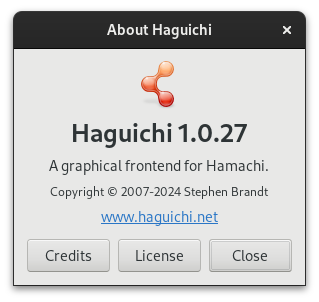 About Haguichi
Haguichi 1.0.27
A graphical frontend for Hamachi.
Copyright © 2007-2024 Stephen Brandt
www.haguichi.net
Credits License Close